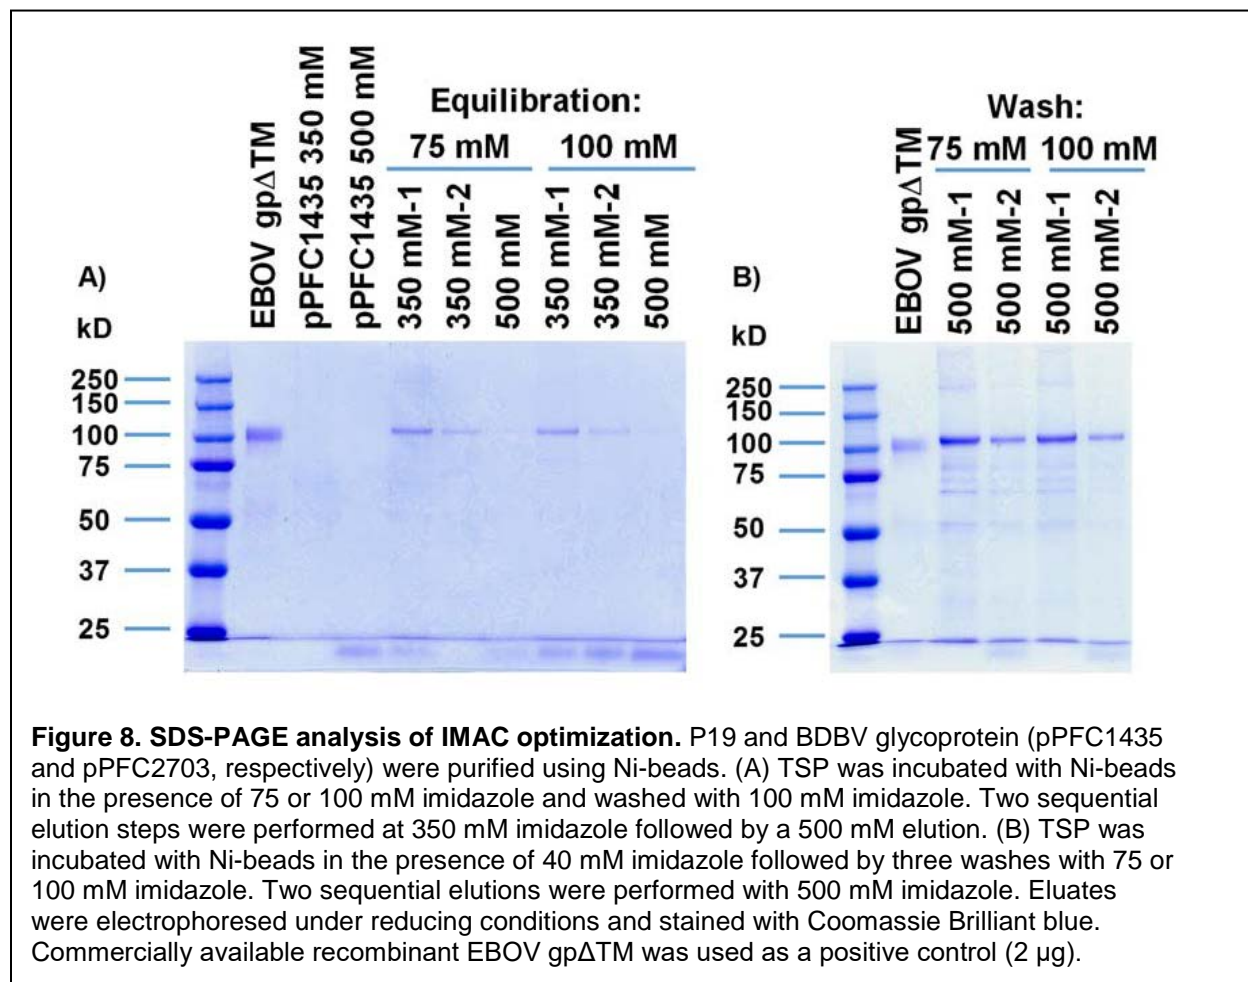 EBOV gpΔTM
pPFC1435 350 mM
pPFC1435 500 mM
Equilibration:
75 mM
100 mM
350 mM-1
350 mM-2
500 mM
350 mM-1
350 mM-2
500 mM
A)
kD
250
150
100
75
50
37
25
Wash:
75 mM
100 mM
EBOV gpΔTM
500 mM-1
500 mM-2
500 mM-1
500 mM-2
B)
kD
250
150
100
75
50
37
25
Figure 8. SDS-PAGE analysis of IMAC optimization. P19 and BDBV glycoprotein (pPFC1435
and pPFC2703, respectively) were purified using Ni-beads. (A) TSP was incubated with Ni-beads
in the presence of 75 or 100 mM imidazole and washed with 100 mM imidazole. Two sequential
elution steps were performed at 350 mM imidazole followed by a 500 mM elution. (B) TSP was
incubated with Ni-beads in the presence of 40 mM imidazole followed by three washes with 75 or
100 mM imidazole. Two sequential elutions were performed with 500 mM imidazole. Eluates
were electrophoresed under reducing conditions and stained with Coomassie Brilliant blue.
Commercially available recombinant EBOV gpΔTM was used as a positive control (2 µg).